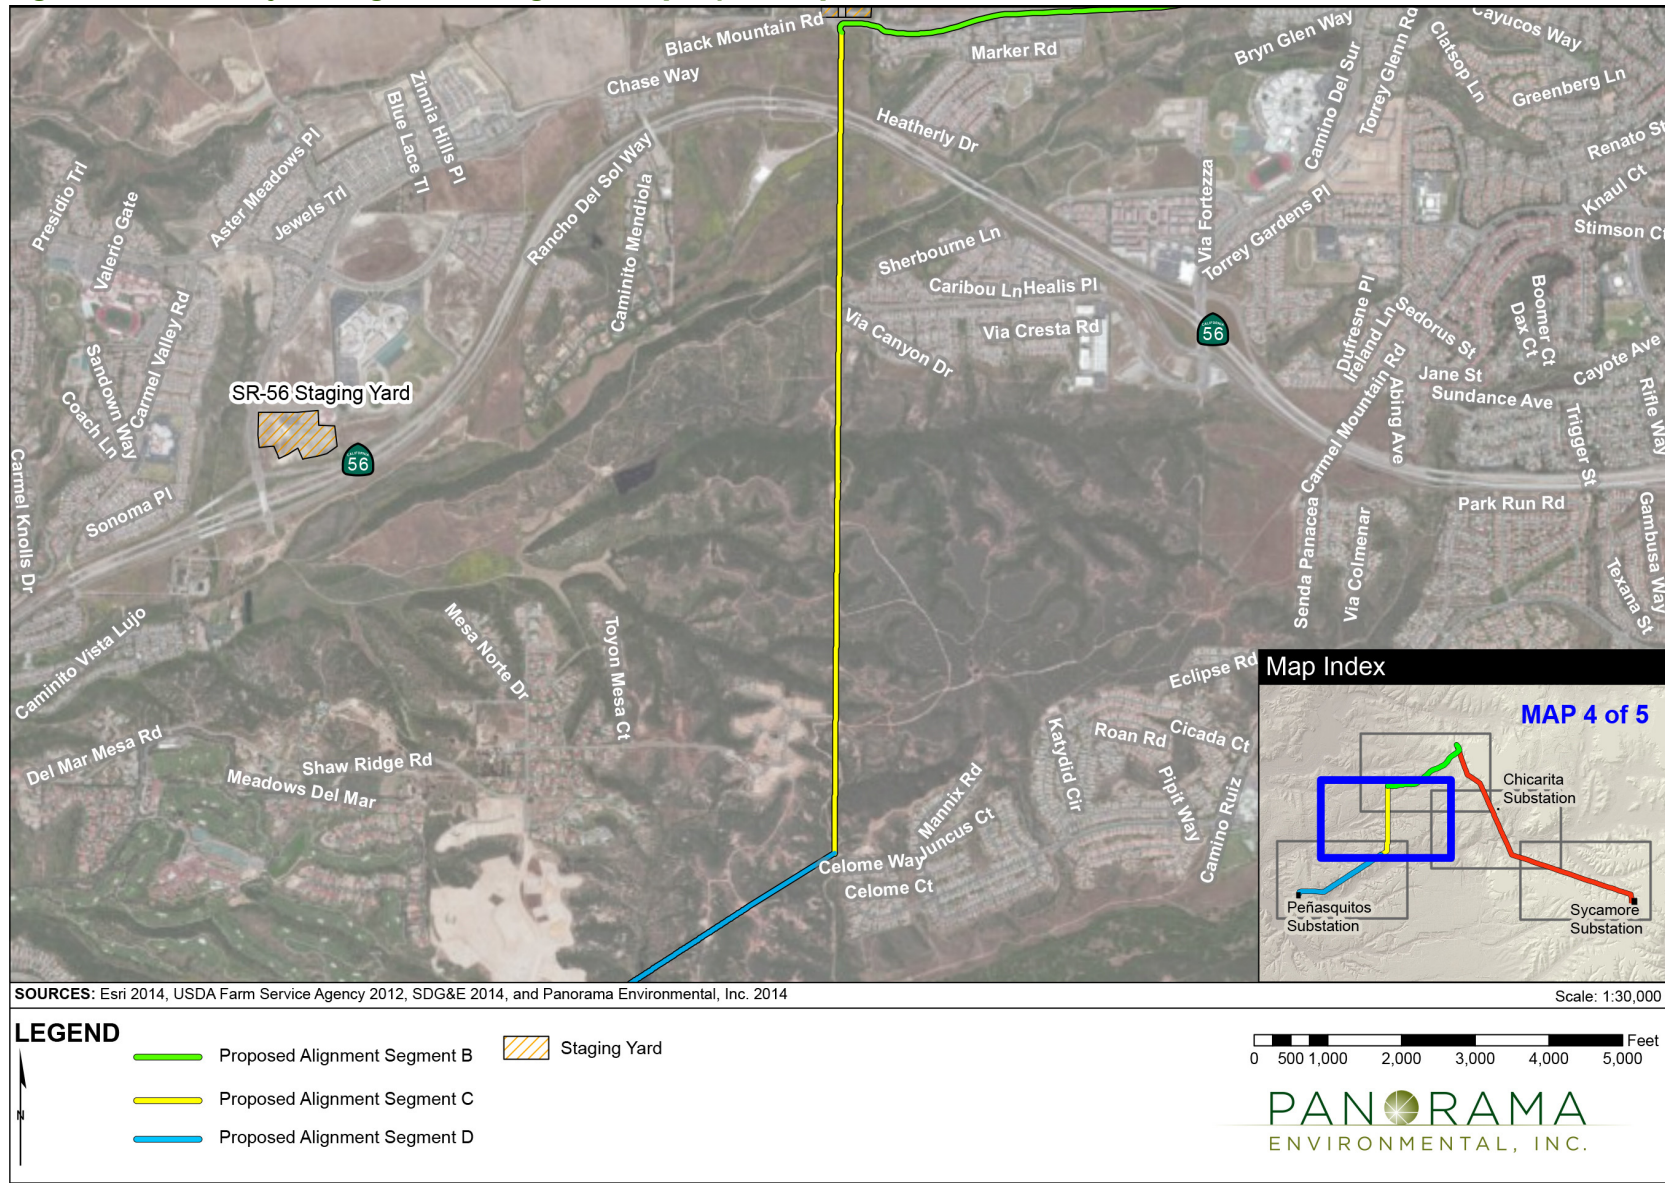 Black Mountain Rd
Marker Rd
Bryn Glen Way
Camino Del Sur
Torrey Glenn Rd
Clatsop Ln
Cayucos Way
Greenberg Ln
Renato St
Knaul Ct
Stimson Ct
Chase Way
Zinnia Hills Pl
Blue Lace Tl
Heatherly Dr
Aster Meadows Pl
Jewels Trl
Presidio Trl
Valerio Gate
Rancho Del Sol Way
Caminito Mendiola
Via Fortezza
Torrey Gardens Pl
Sherbourne Ln
Caribou Ln
Healis Pl
Via Cresta Rd
Via Canyon Dr
56
Dufresne Pl
Ireland Ln
Sedorus St
Boomer Ct
Dax Ct
Cayote Ave
Jane St
Sundance Ave
Carmel Mountain Rd
Abing Ave
Trigger St
Rifle Way
Carmel Valley Rd
Sandown Way
Coach Ln
SR-56 Staging Yard
56
Carmel Knolls Dr
Sonoma Pl
Park Run Rd
Senda Panacea
Via Colmenar
Gambusa Way
Texana St
Caminito Vista Lujo
Mesa Norte Dr
Toyon Mesa Ct
Del Mar Mesa Rd
Shaw Ridge Rd
Meadows Del Mar
Eclipse Rd
Katydid Cir
Roan Rd
Cicada Ct
Pipit Way
Camino Ruiz
Mannix Rd
Juncus Ct
Celome Way
Celome Ct
Map Index
MAP 4 of 5
Chicarita
Substation
Peñasquitos
Substation
Sycamore
Substation
SOURCES: Esri 2014, USDA Farm Service Agency 2012, SDG&E 2014, and Panorama Environmental, Inc. 2014
Scale: 1:30,000
LEGEND
N
Proposed Alignment Segment B
Proposed Alignment Segment C
Proposed Alignment Segment D
Staging Yard
Feet
0 500 1,000 2,000 3,000 4,000 5,000
PANORAMA
ENVIRONMENTAL, INC.